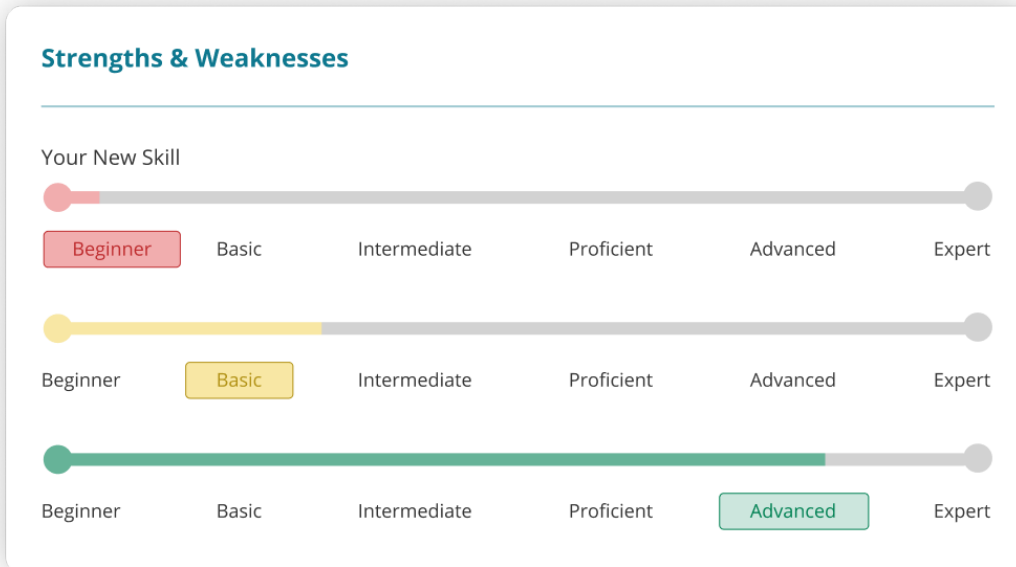 Strengths & Weaknesses
Your New Skill
Beginner Basic Intermediate Proficient Advanced Expert
Beginner Basic Intermediate Proficient Advanced Expert
Beginner Basic Intermediate Proficient Advanced Expert